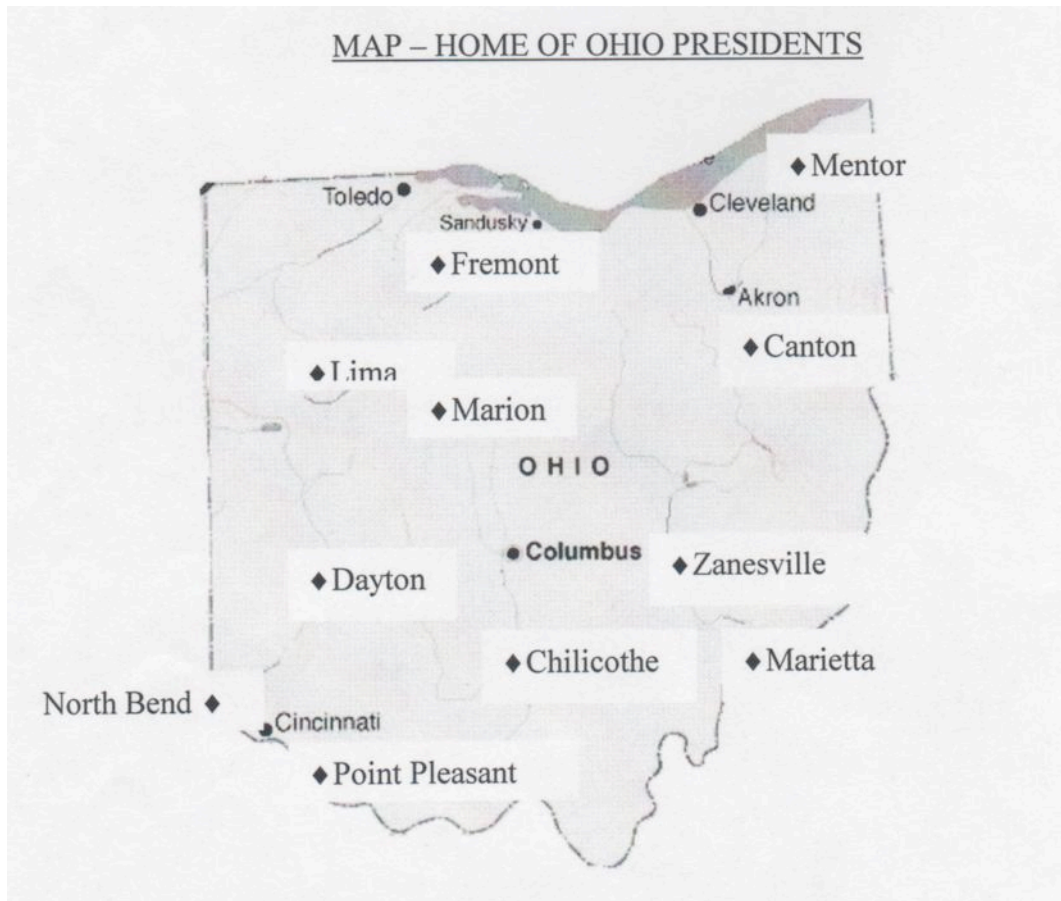 MAP – HOME OF OHIO PRESIDENTS
Mentor
Toledo
Cleveland
Sandusky
Fremont
Akron
Canton
Lima
Marion
OHIO
Columbus
Zanesville
Dayton
Chilicothe
Marietta
North Bend
Cincinnati
Point Pleasant